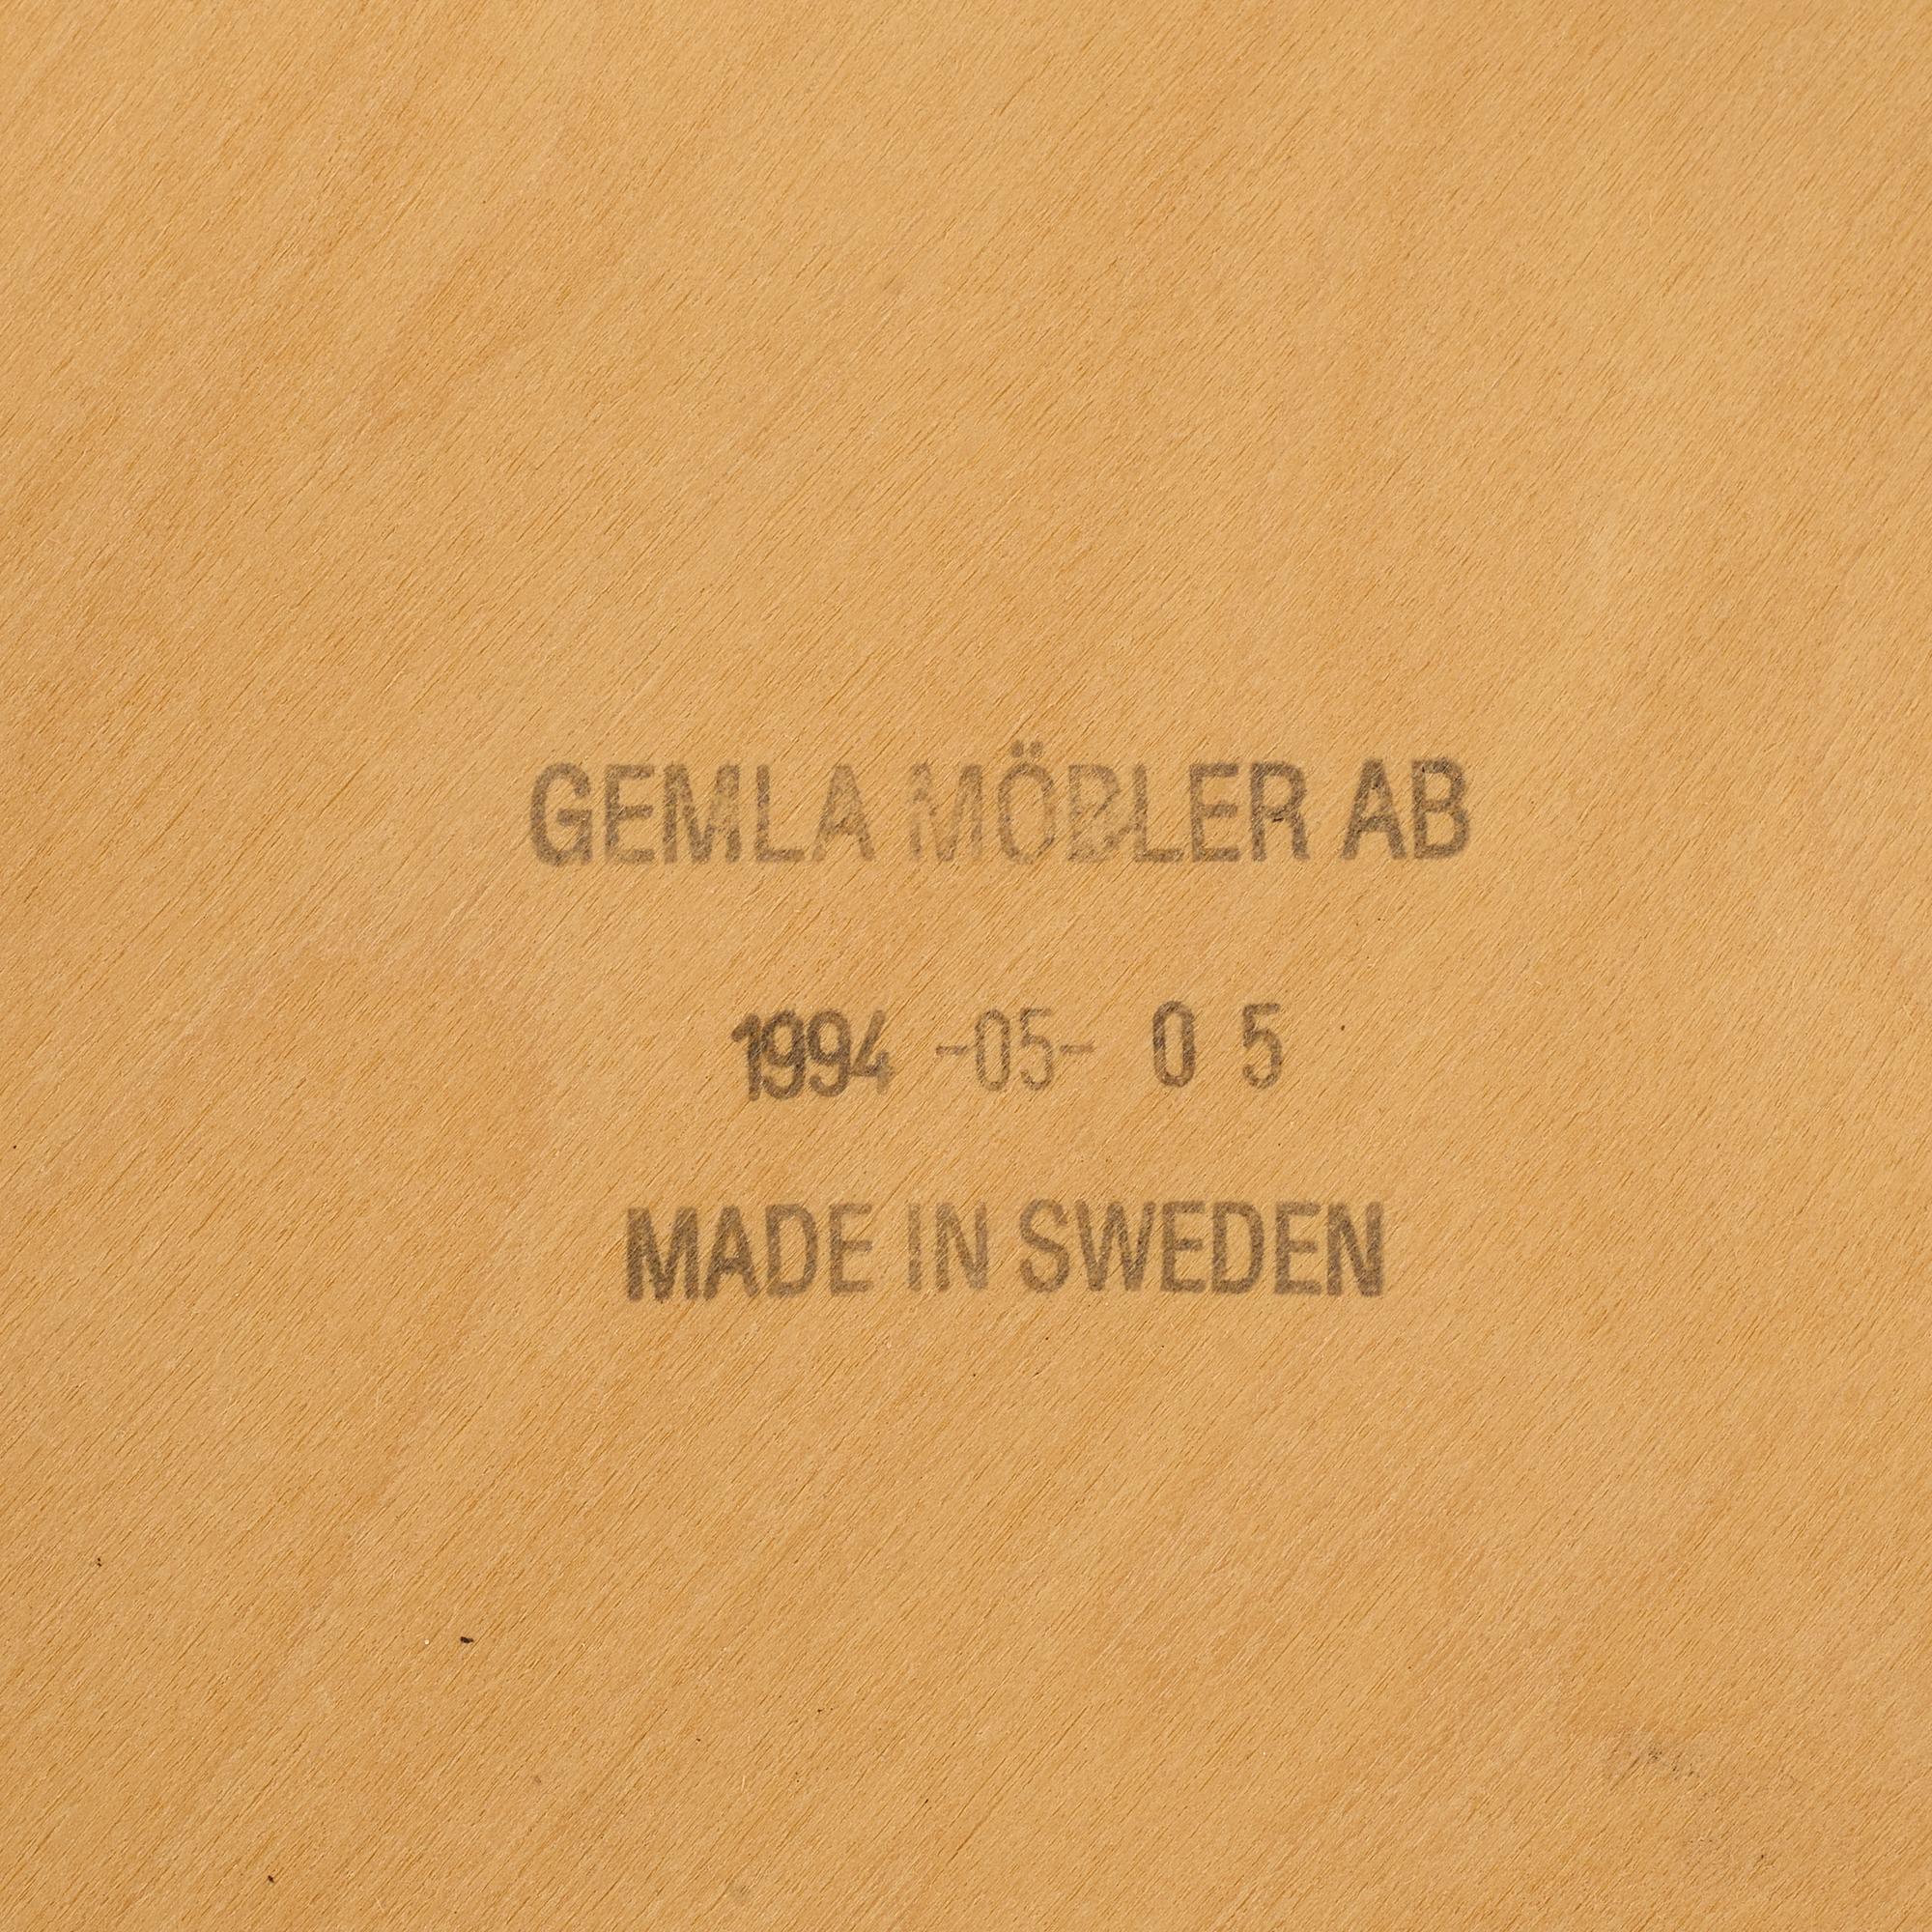 GEMLA MÖBLER AB
1994 -05- 0 5
MADE IN SWEDEN